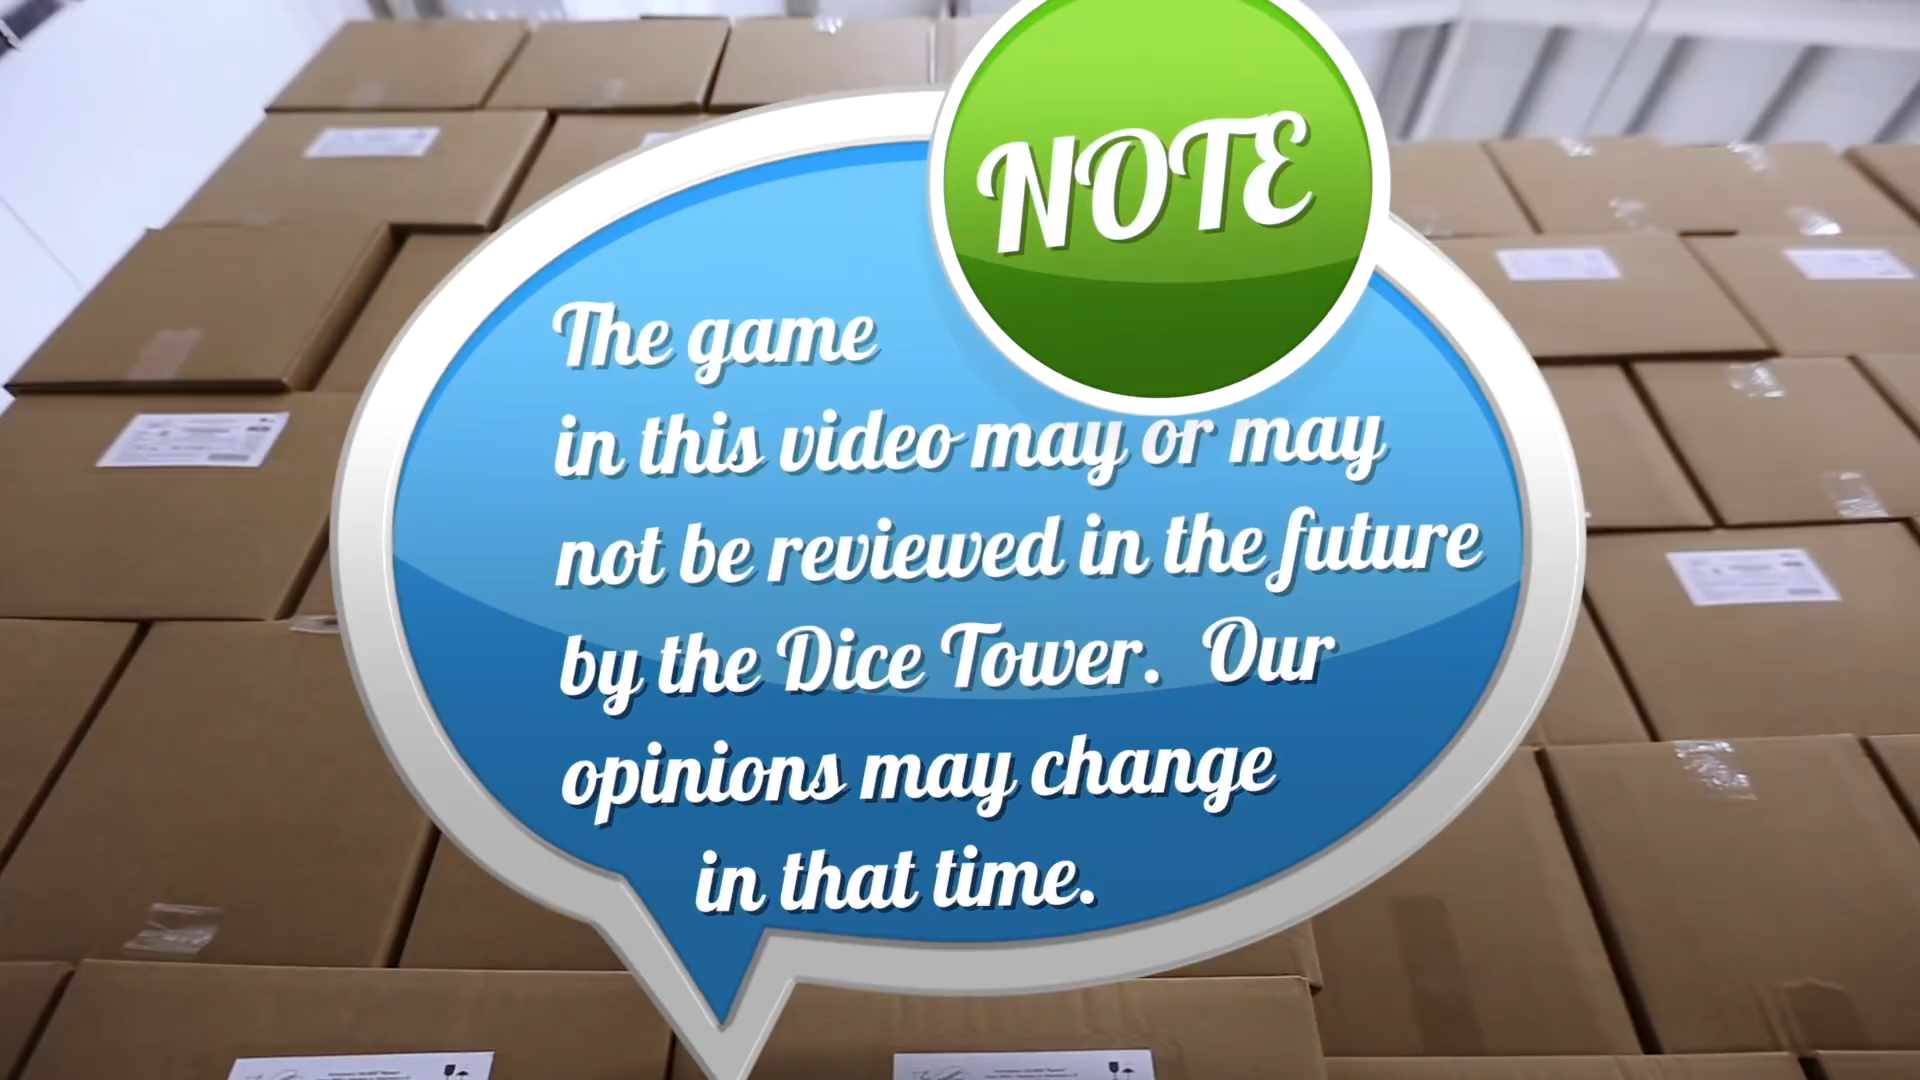 NOTE
The game
in this video may or may
not be reviewed in the future
by the Dice Tower. Our
opinions may change
in that time.